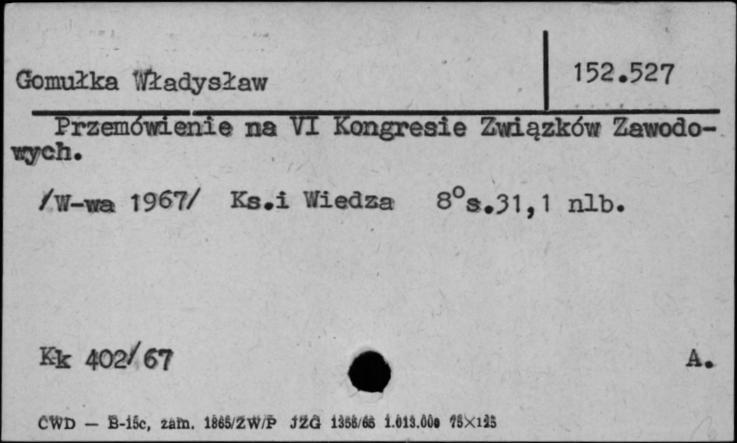 Gomułka Władysław
152.527
Przemówienie na VI Kongresie Związków Zawodo-
wych.
/W-wa 1967/ Ks.i Wiedza 8°s.31,1 nlb.
Kk 402/67
A.
CWD — B-15c, zam. 1865/ZW/P JZG 1358/66 1.013.000 75×125